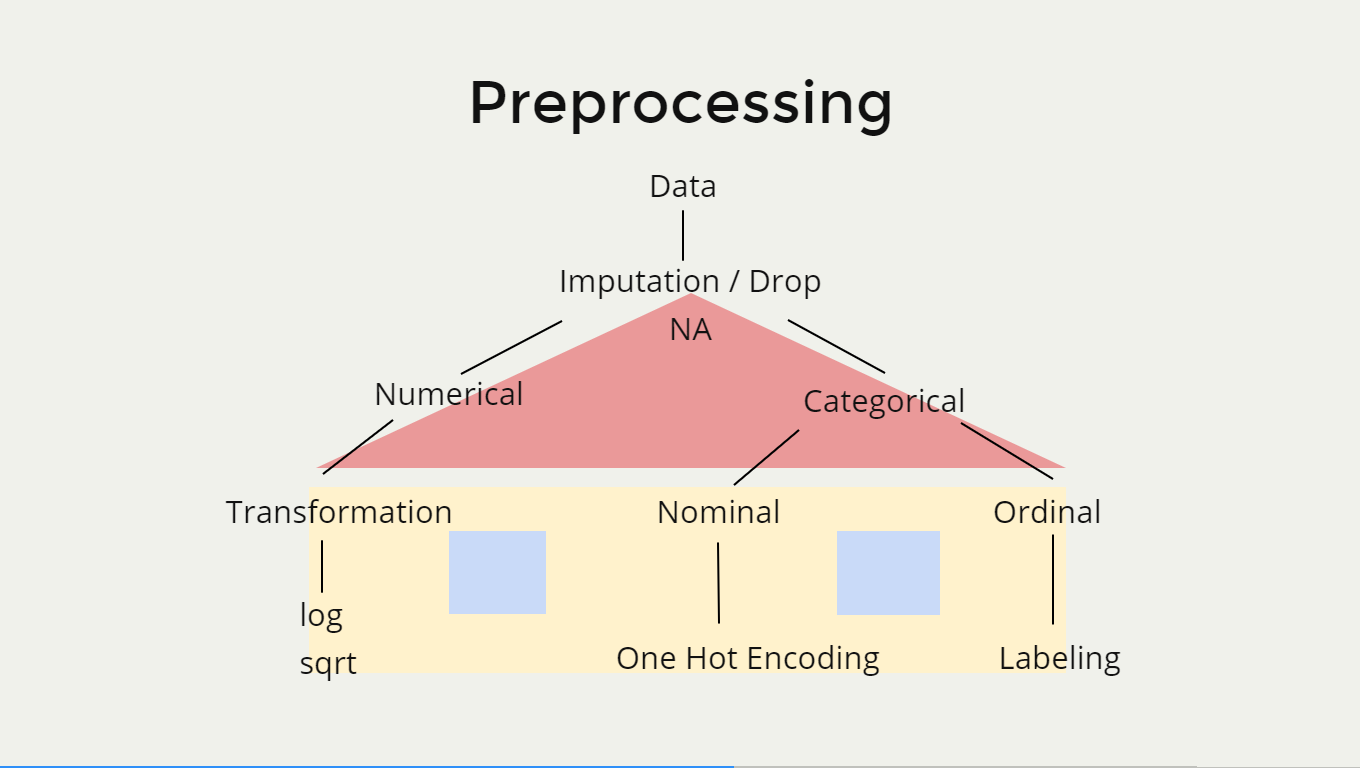 Preprocessing
Data
Imputation / Drop
NA
Numerical
Categorical
Transformation
Nominal
Ordinal
log
sqrt
One Hot Encoding
Labeling